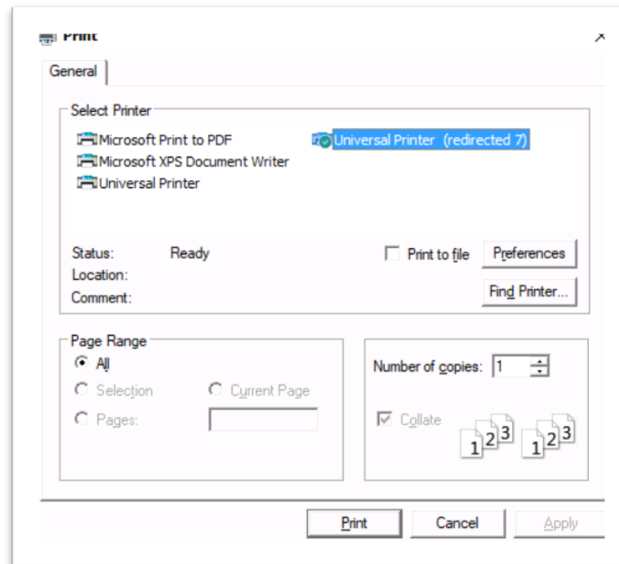 Print
General
Select Printer
Microsoft Print to PDF
Universal Printer (redirected 7)
Microsoft XPS Document Writer
Universal Printer
Status: Ready
Print to file Preferences
Location:
Comment:
Find Printer...
Page Range
All
Number of copies: 1
Selection Current Page
Pages:
Collate
1 2 3 1 2 3
Print Cancel Apply